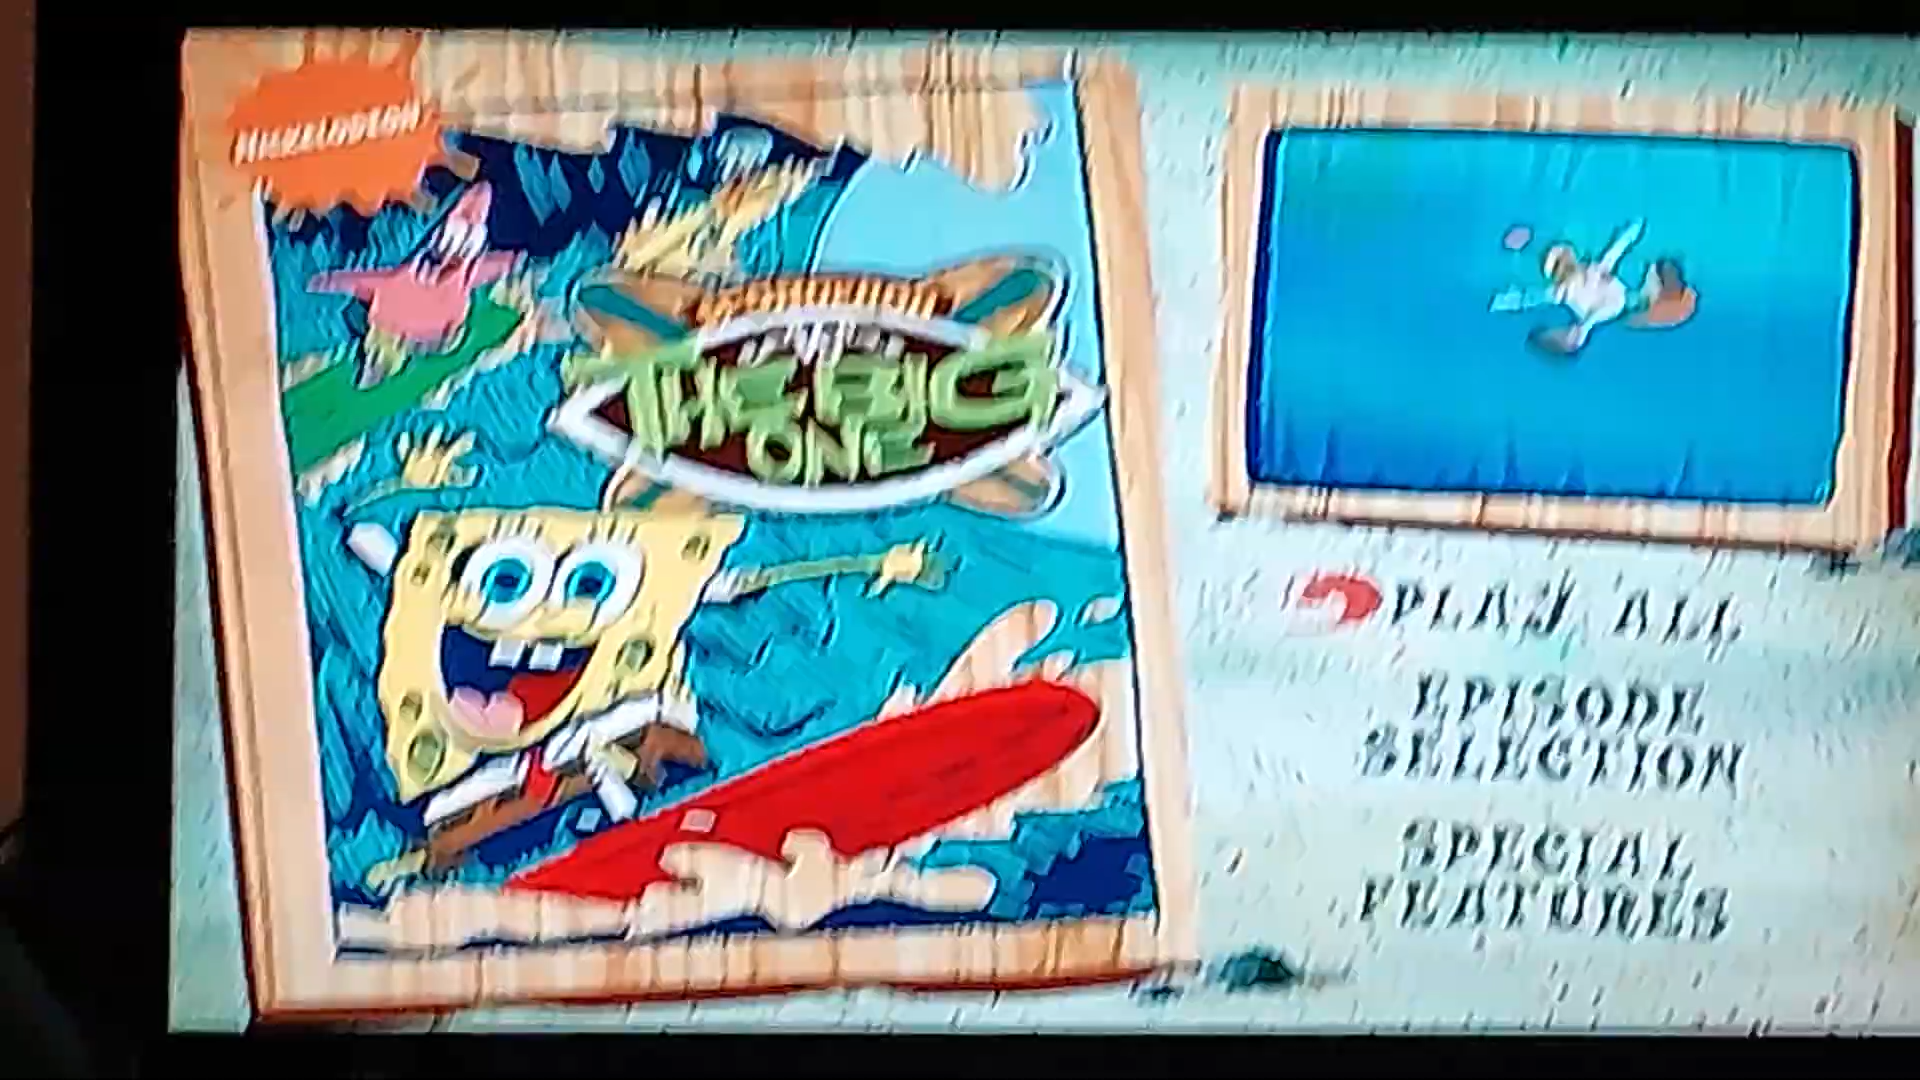 NICKELODEON
THE BIG
ONE
PLAY ALL
EPISODE
SELECTION
SPECIAL
FEATURES